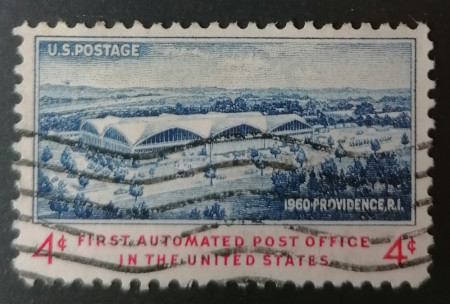 U.S. POSTAGE
1960·PROVIDENCE, R.I.
4¢ FIRST AUTOMATED POST OFFICE 4¢
IN THE UNITED STATES